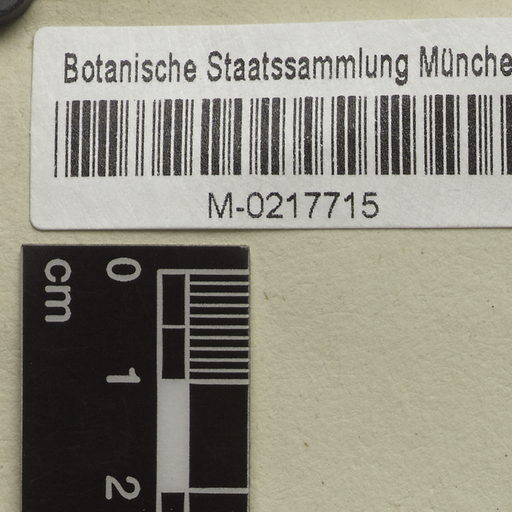 Botanische Staatssammlung Münche
M-0217715
cm
0
1
2